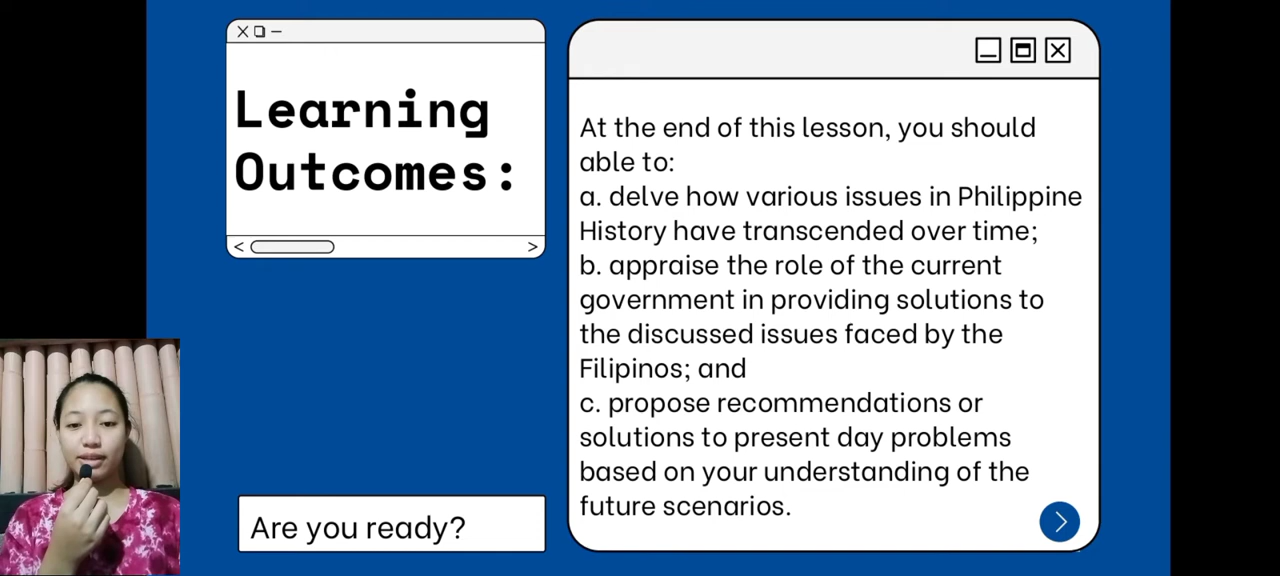 Learning
Outcomes:
At the end of this lesson, you should
able to:
a. delve how various issues in Philippine
History have transcended over time;
b. appraise the role of the current
government in providing solutions to
the discussed issues faced by the
Filipinos; and
c. propose recommendations or
solutions to present day problems
based on your understanding of the
future scenarios.
Are you ready?